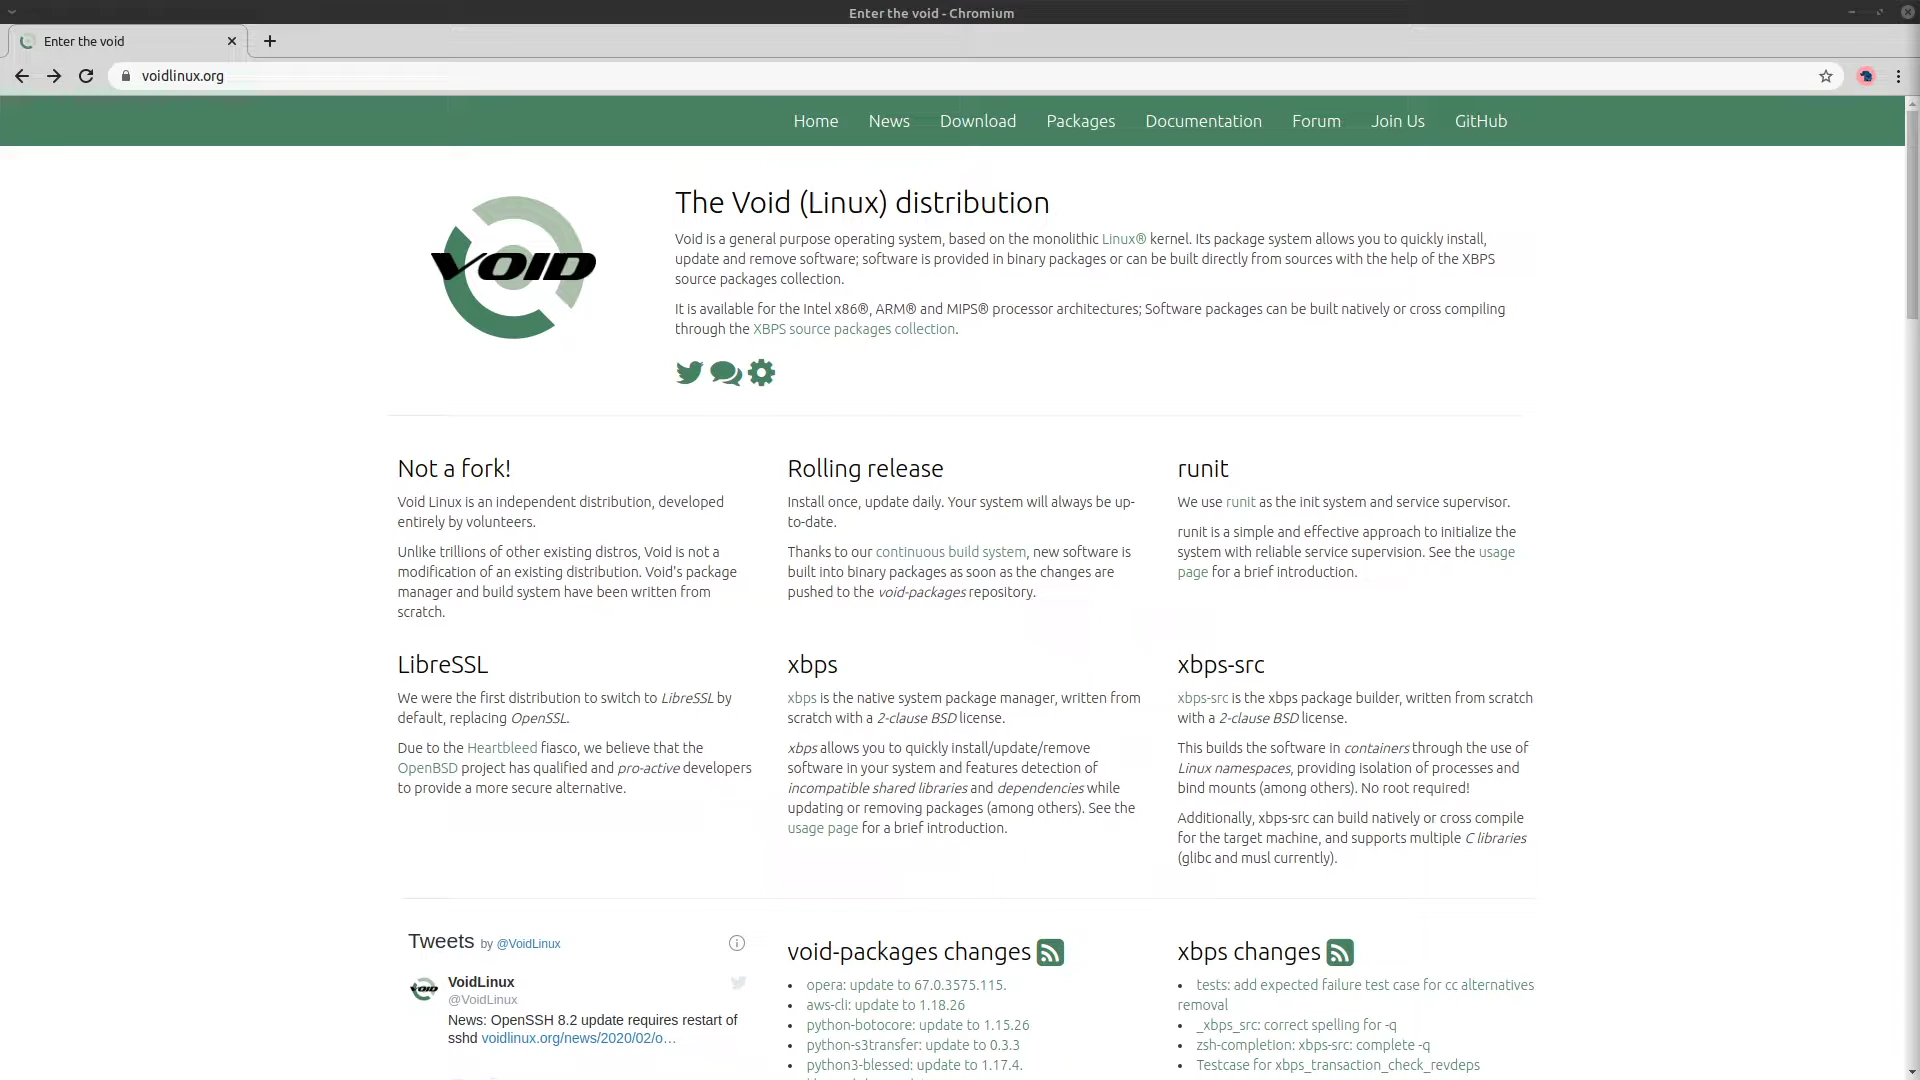 Enter the void - Chromium
Enter the void
voidlinux.org
Home News Download Packages Documentation Forum Join Us GitHub
VOID
The Void (Linux) distribution
Void is a general purpose operating system, based on the monolithic Linux® kernel. Its package system allows you to quickly install,
update and remove software; software is provided in binary packages or can be built directly from sources with the help of the XBPS
source packages collection.
It is available for the Intel x86®, ARM® and MIPS® processor architectures; Software packages can be built natively or cross compiling
through the XBPS source packages collection.
Not a fork!
Void Linux is an independent distribution, developed
entirely by volunteers.
Unlike trillions of other existing distros, Void is not a
modification of an existing distribution. Void's package
manager and build system have been written from
scratch.
Rolling release
Install once, update daily. Your system will always be up-
to-date.
Thanks to our continuous build system, new software is
built into binary packages as soon as the changes are
pushed to the void-packages repository.
runit
We use runit as the init system and service supervisor.
runit is a simple and effective approach to initialize the
system with reliable service supervision. See the usage
page for a brief introduction.
LibreSSL
We were the first distribution to switch to LibreSSL by
default, replacing OpenSSL.
Due to the Heartbleed fiasco, we believe that the
OpenBSD project has qualified and pro-active developers
to provide a more secure alternative.
xbps
xbps is the native system package manager, written from
scratch with a 2-clause BSD license.
xbps allows you to quickly install/update/remove
software in your system and features detection of
incompatible shared libraries and dependencies while
updating or removing packages (among others). See the
usage page for a brief introduction.
xbps-src
xbps-src is the xbps package builder, written from scratch
with a 2-clause BSD license.
This builds the software in containers through the use of
Linux namespaces, providing isolation of processes and
bind mounts (among others). No root required!
Additionally, xbps-src can build natively or cross compile
for the target machine, and supports multiple C libraries
(glibc and musl currently).
Tweets by @VoidLinux
VOID
VoidLinux
@VoidLinux
News: OpenSSH 8.2 update requires restart of
sshd voidlinux.org/news/2020/02/o…
void-packages changes
• opera: update to 67.0.3575.115.
• aws-cli: update to 1.18.26
• python-botocore: update to 1.15.26
• python-s3transfer: update to 0.3.3
• python3-blessed: update to 1.17.4.
xbps changes
• tests: add expected failure test case for cc alternatives
removal
• _xbps_src: correct spelling for -q
• zsh-completion: xbps-src: complete -q
• Testcase for xbps_transaction_check_revdeps